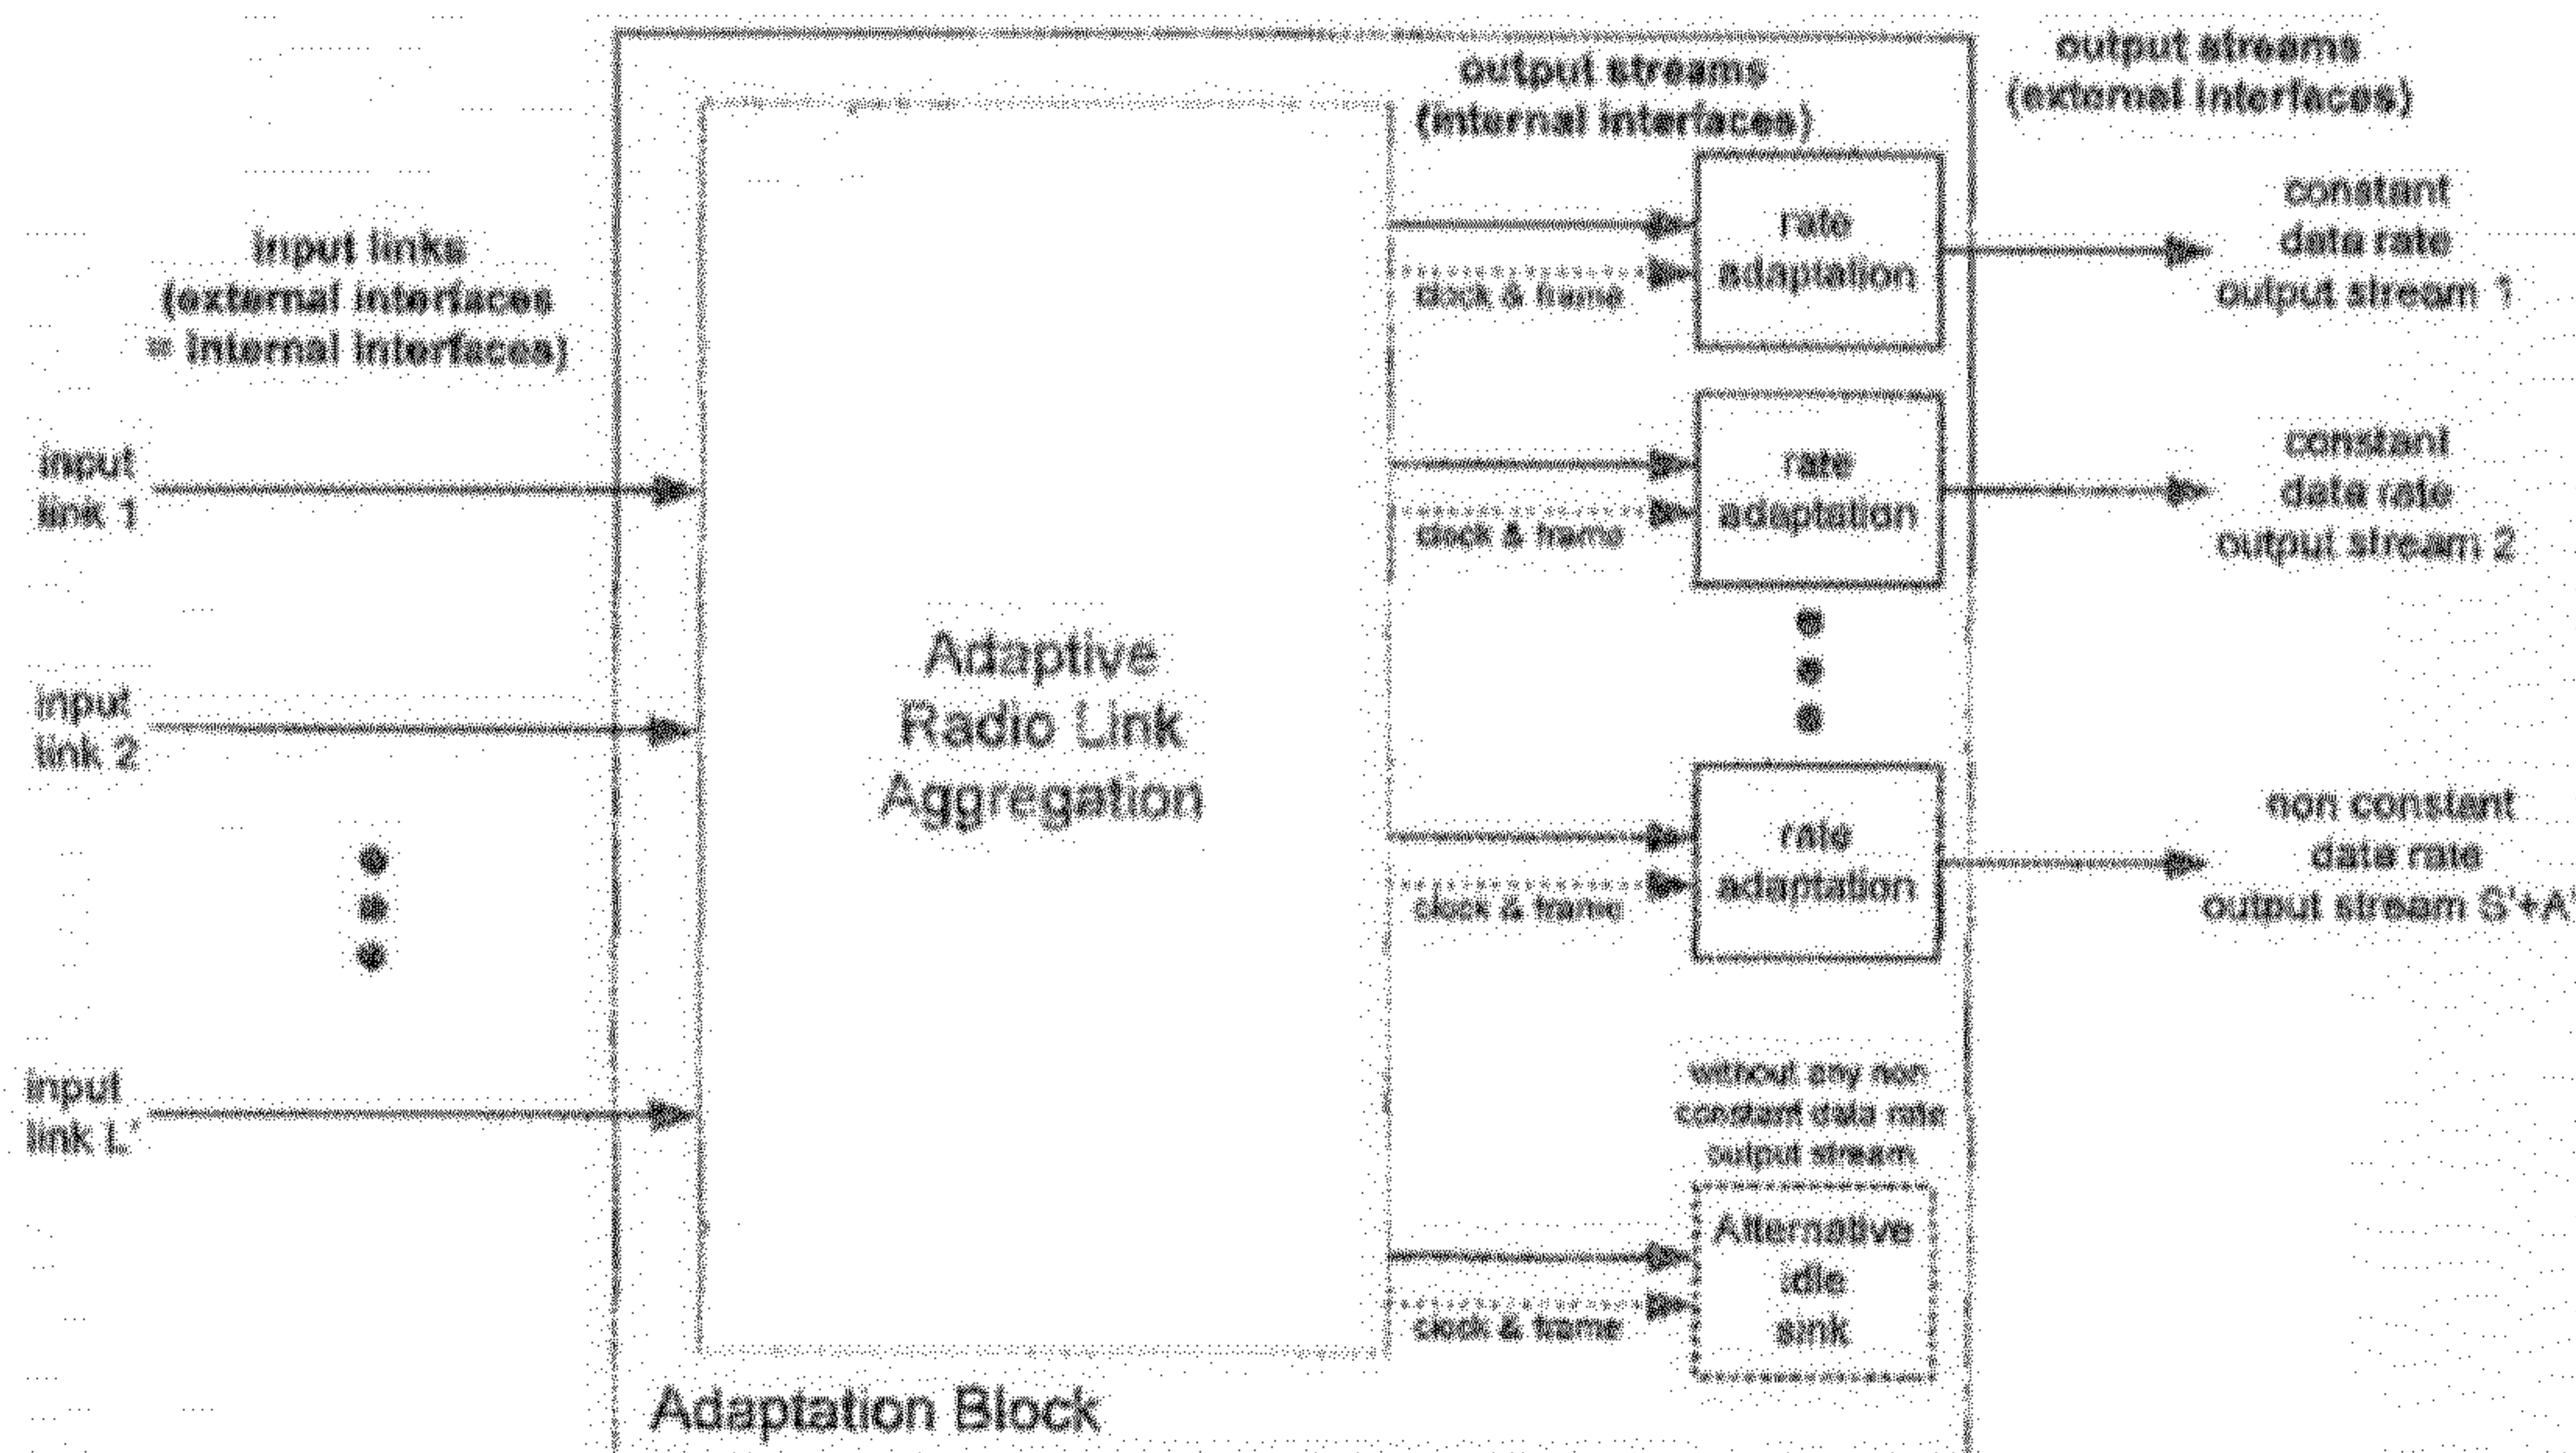 output streams
(internal interfaces)
output streams
(external interfaces)
input links
(external interfaces
= internal interfaces)
input
link 1
input
link 2
input
link L'
Adaptive
Radio Link
Aggregation
clock & frame
rate
adaptation
constant
data rate
output stream 1
clock & frame
rate
adaptation
constant
data rate
output stream 2
clock & frame
rate
adaptation
non constant
data rate
output stream S'+A'
without any non
constant data rate
output stream
clock & frame
Alternative
idle
sink
Adaptation Block